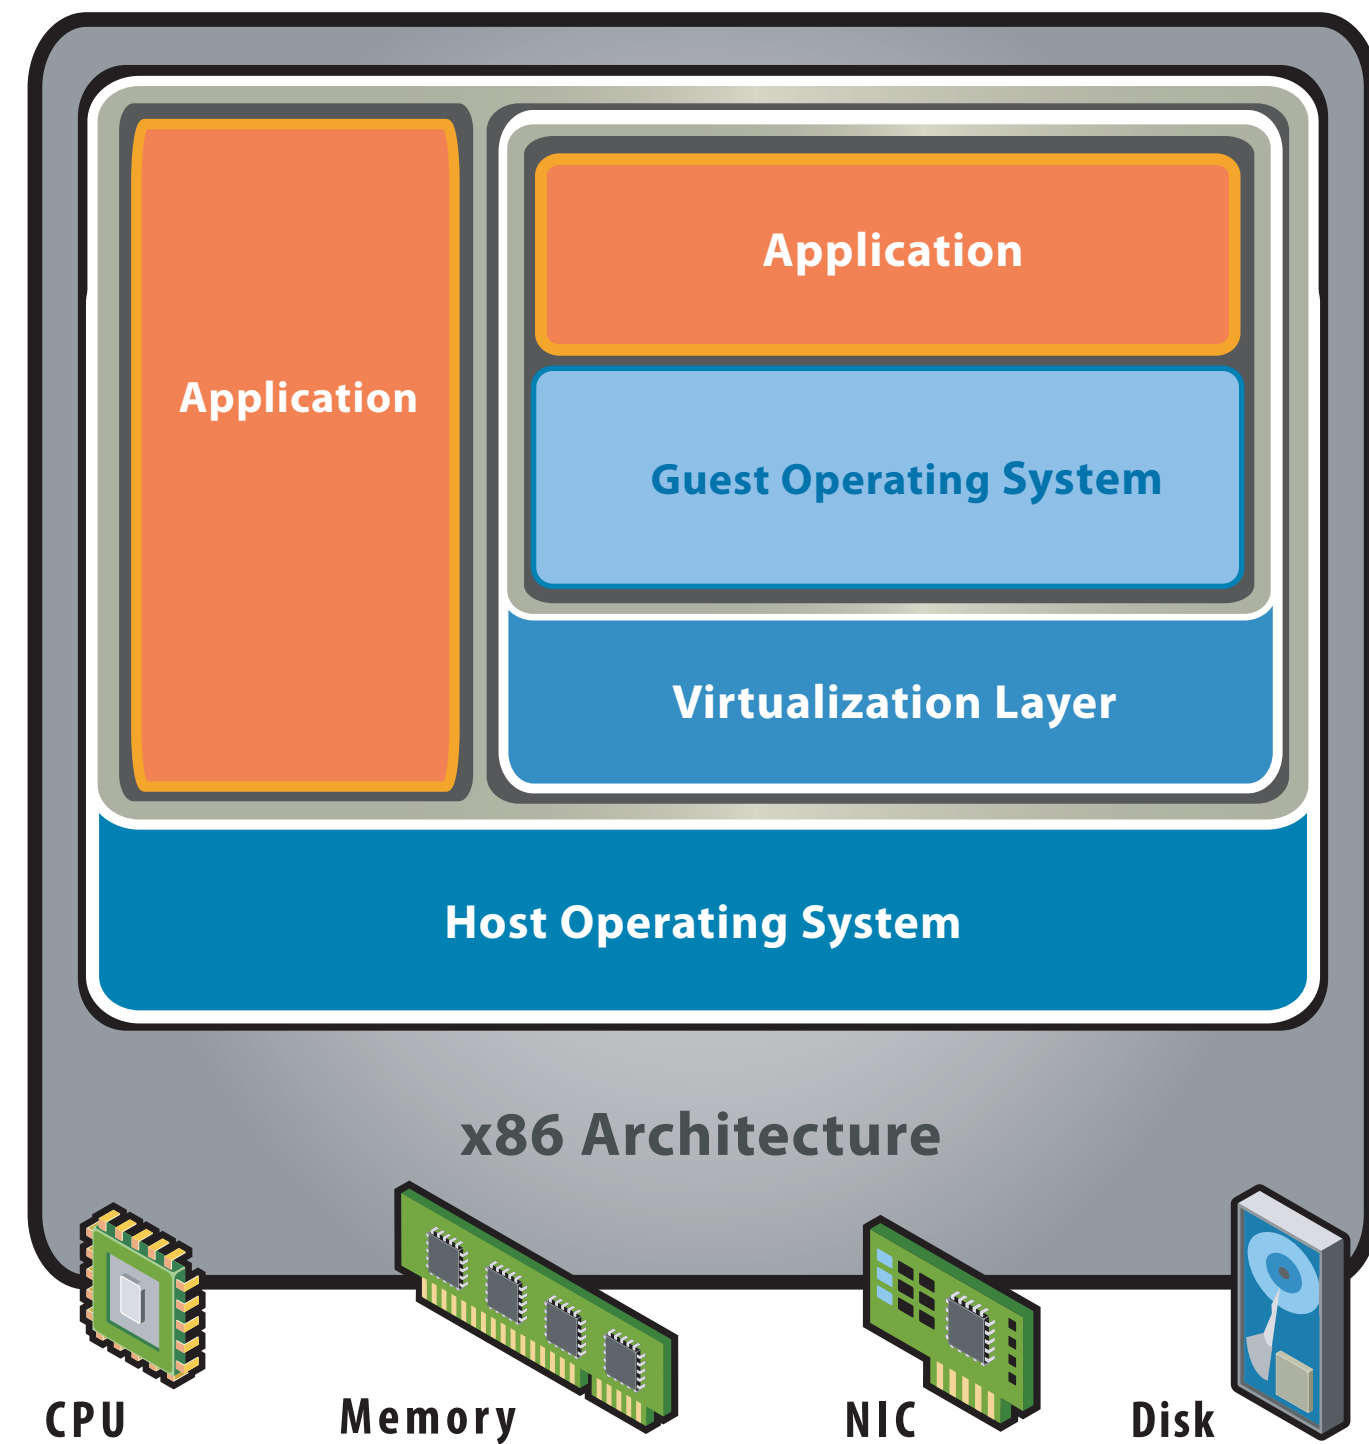 Application
Application
Guest Operating System
Virtualization Layer
Host Operating System
x86 Architecture
CPU
Memory
NIC
Disk